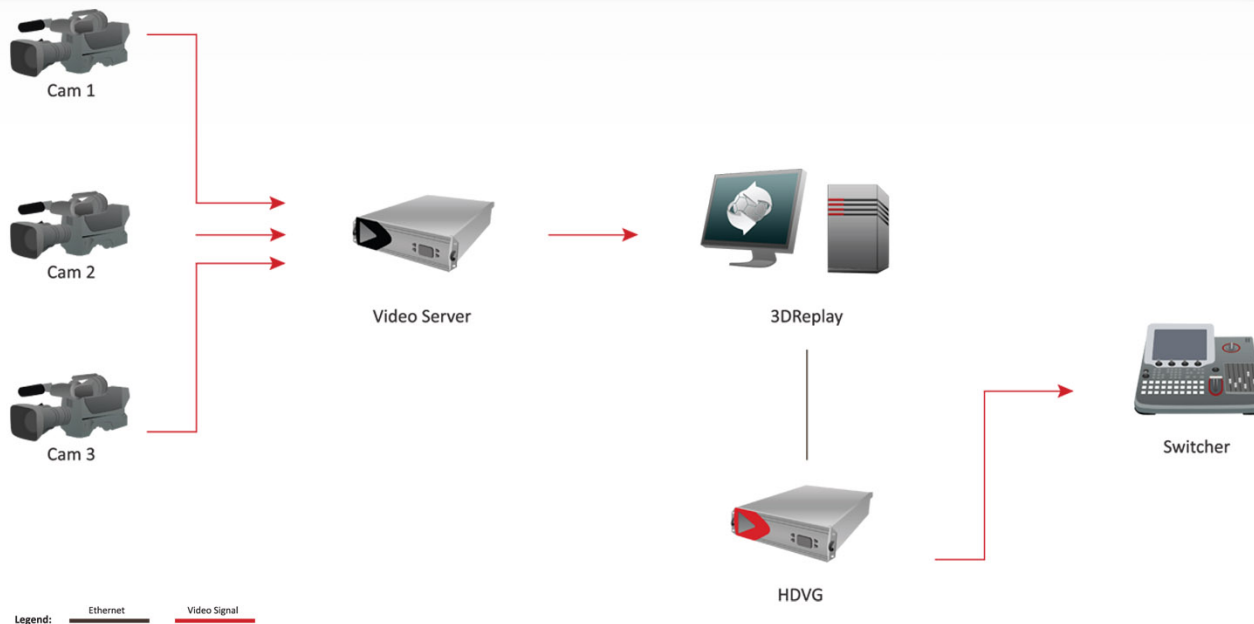 Cam 1
Cam 2
Video Server
3DReplay
Cam 3
Switcher
HDVG
Legend: Ethernet Video Signal